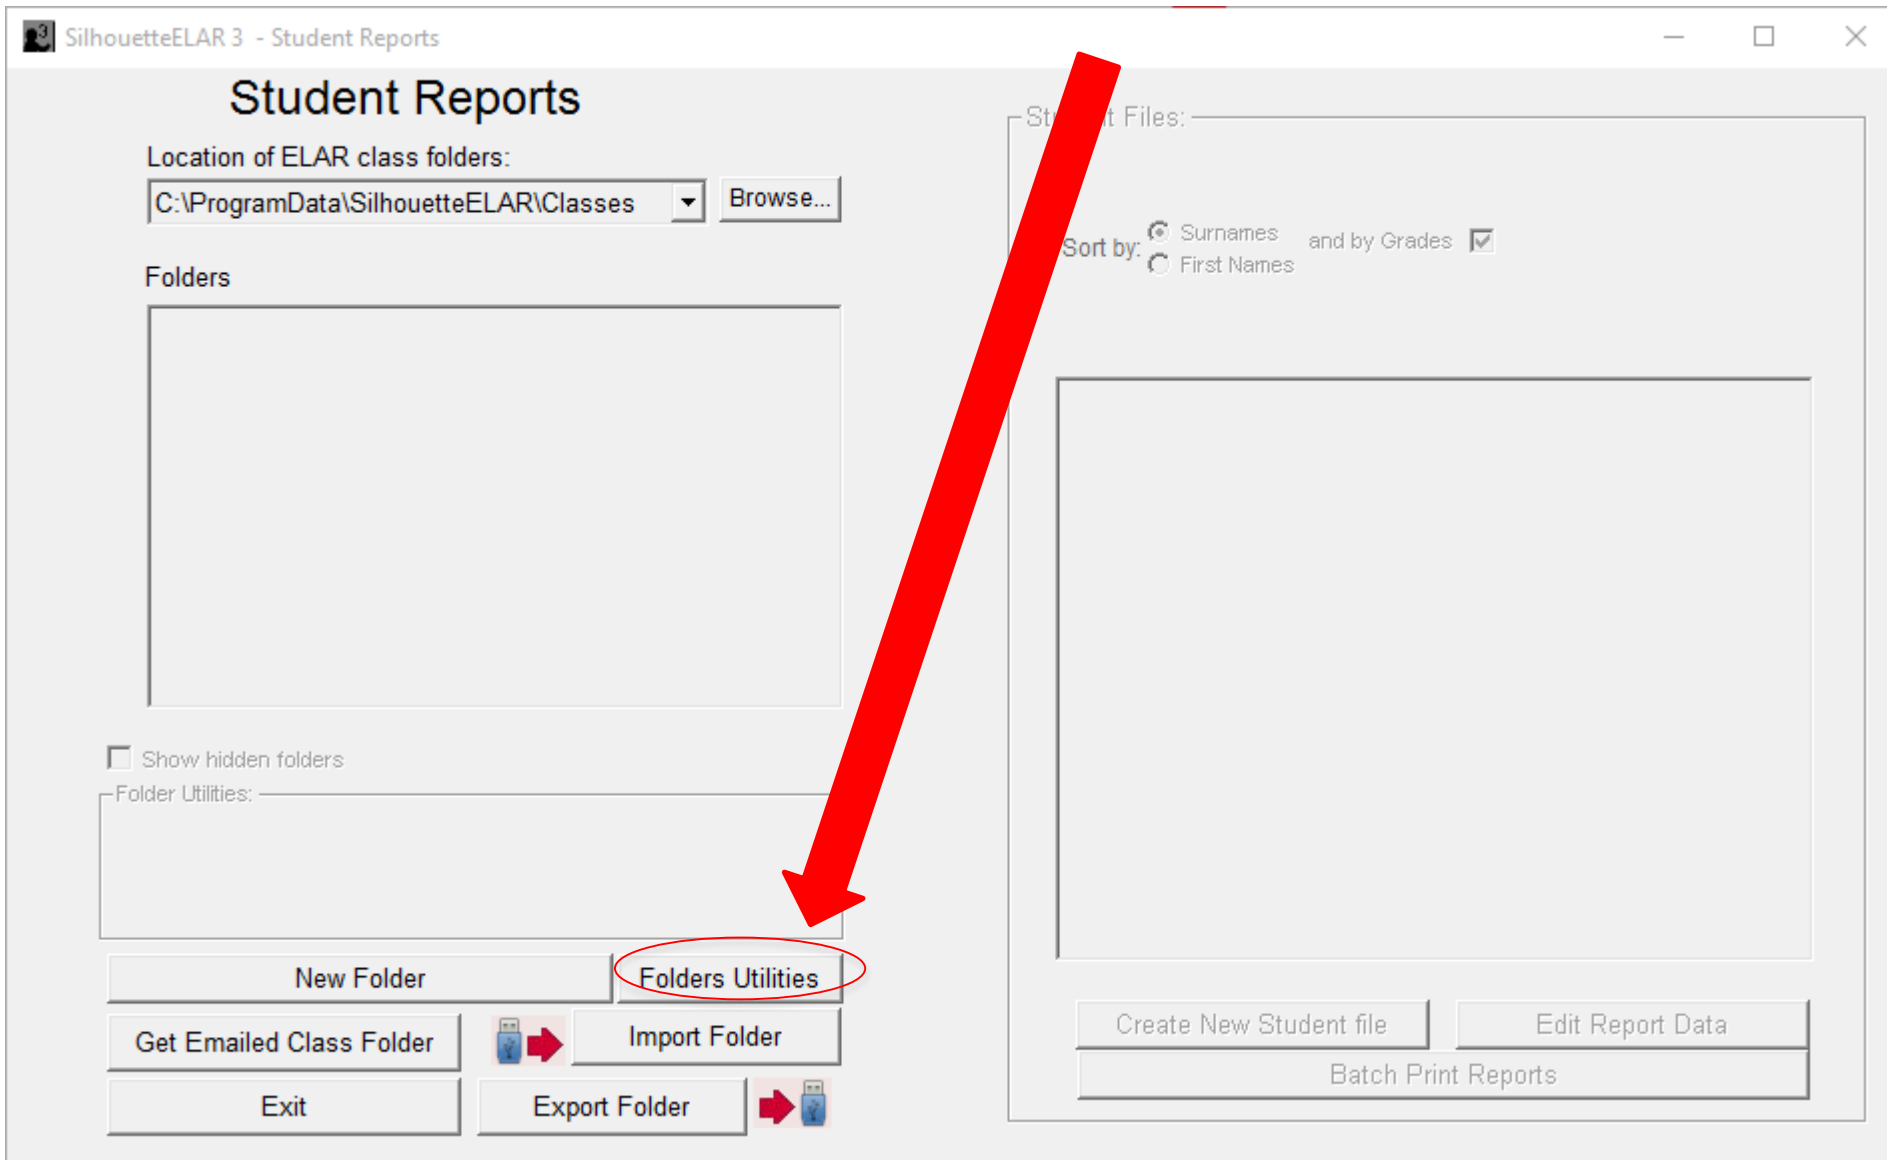 SilhouetteELAR 3 - Student Reports
Student Reports
Location of ELAR class folders:
C:\ProgramData\SilhouetteELAR\Classes
Browse...
Folders
Show hidden folders
Folder Utilities:
New Folder
Folders Utilities
Get Emailed Class Folder
Import Folder
Exit
Export Folder
Files:
Sort by:
Surnames
First Names
and by Grades
Create New Student file
Edit Report Data
Batch Print Reports